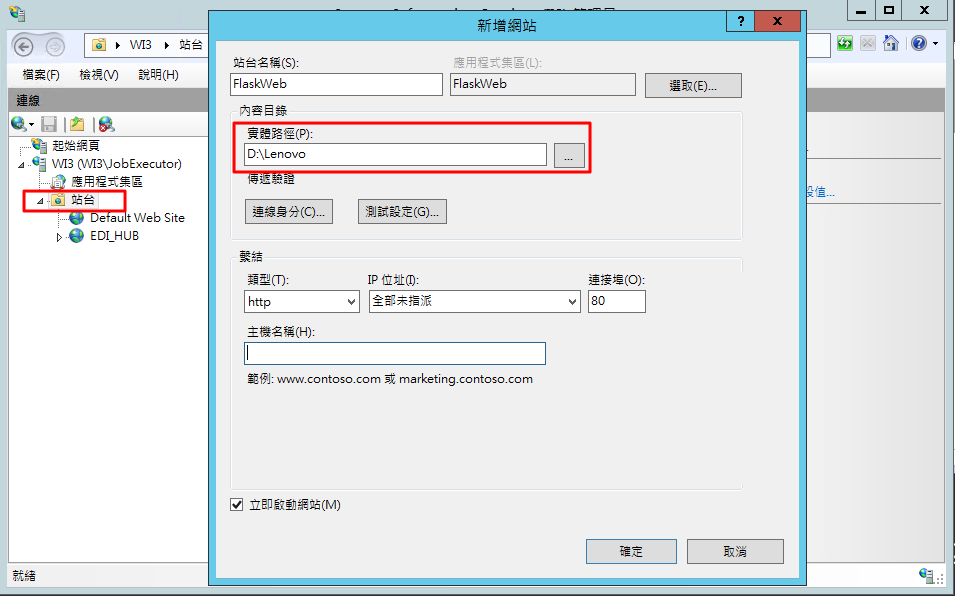 新增網站
?
x
WI3 ▸ 站台
檔案(F) 檢視(V) 說明(H)
連線
起始網頁
WI3 (WI3\JobExecutor)
應用程式集區
站台
Default Web Site
EDI_HUB
站台名稱(S):
應用程式集區(L):
FlaskWeb
FlaskWeb
選取(E)...
內容目錄
實體路徑(P):
D:\Lenovo
...
傳遞驗證
連線身分(C)...
測試設定(G)...
繫結
類型(T):
IP 位址(I):
連接埠(O):
http
全部未指派
80
主機名稱(H):
範例: www.contoso.com 或 marketing.contoso.com
立即啟動網站(M)
確定
取消
設值...
就緒